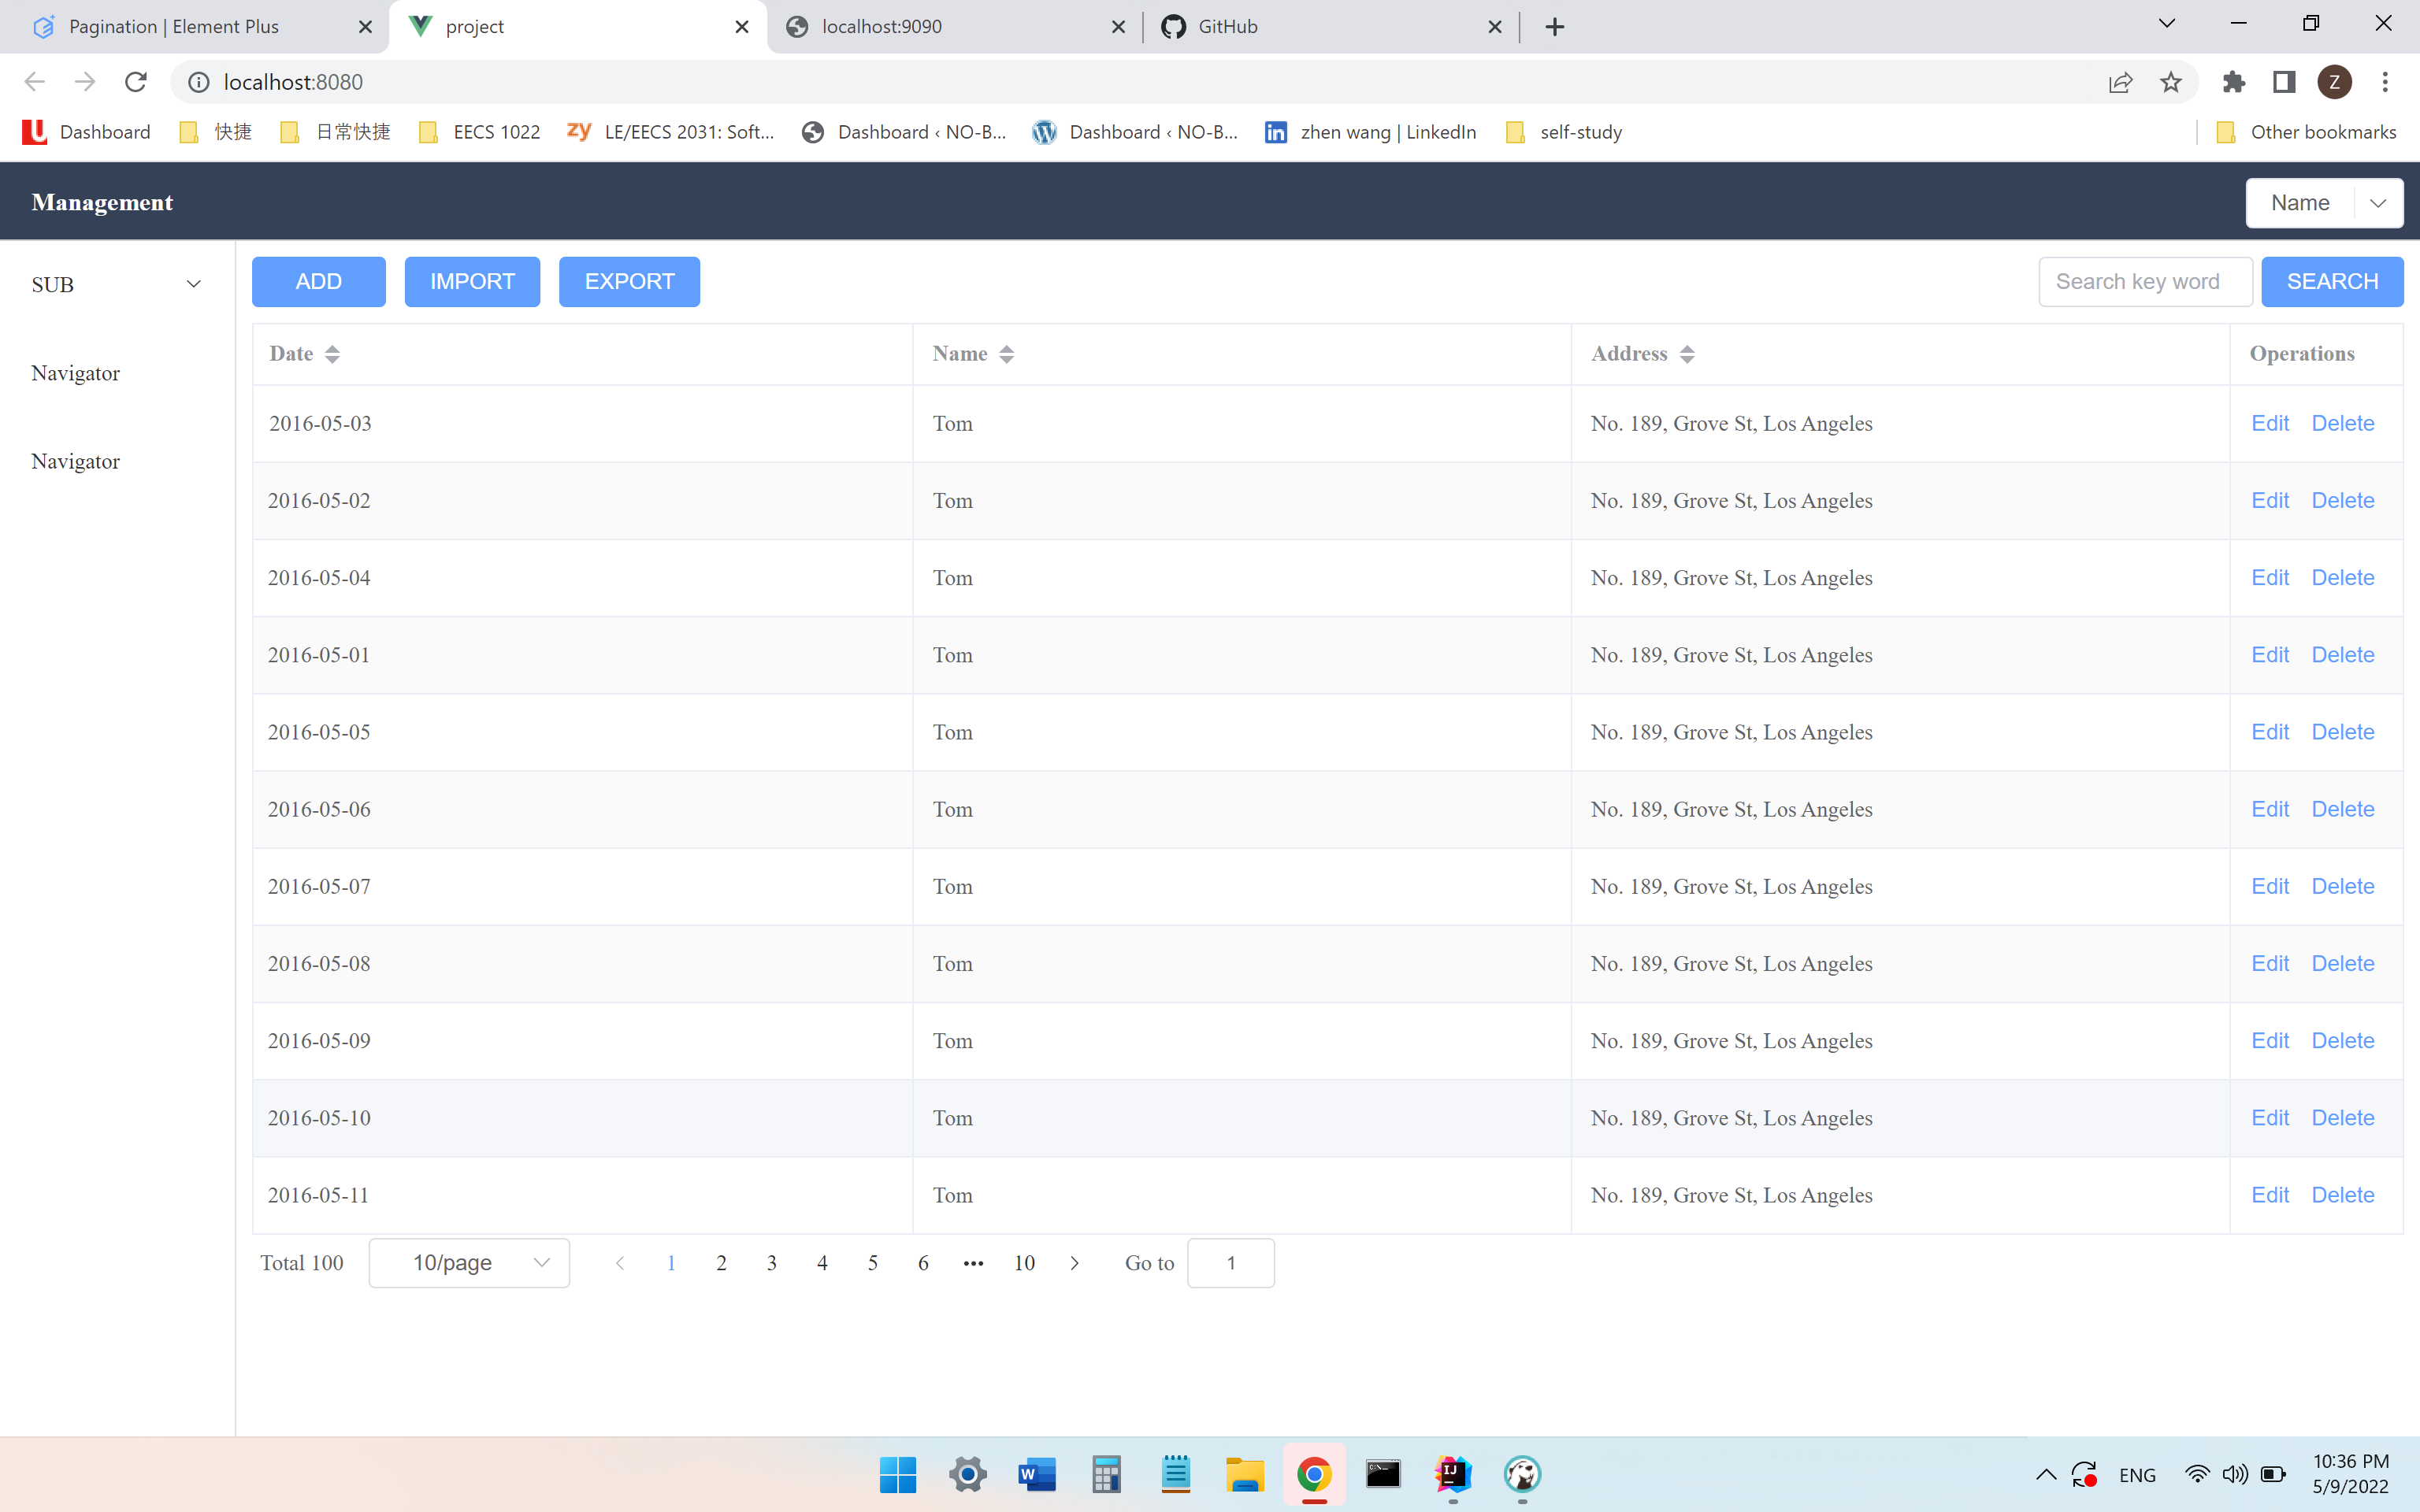 Pagination | Element Plus project localhost:9090 GitHub
localhost:8080 Z
Dashboard 快捷 日常快捷 EECS 1022 ZY LE/EECS 2031: Soft... Dashboard ‹ NO-B... Dashboard ‹ NO-B... in zhen wang | LinkedIn self-study Other bookmarks
Management Name
SUB ADD IMPORT EXPORT Search key word SEARCH
Date Name Address Operations
Navigator
2016-05-03 Tom No. 189, Grove St, Los Angeles Edit Delete
Navigator
2016-05-02 Tom No. 189, Grove St, Los Angeles Edit Delete
2016-05-04 Tom No. 189, Grove St, Los Angeles Edit Delete
2016-05-01 Tom No. 189, Grove St, Los Angeles Edit Delete
2016-05-05 Tom No. 189, Grove St, Los Angeles Edit Delete
2016-05-06 Tom No. 189, Grove St, Los Angeles Edit Delete
2016-05-07 Tom No. 189, Grove St, Los Angeles Edit Delete
2016-05-08 Tom No. 189, Grove St, Los Angeles Edit Delete
2016-05-09 Tom No. 189, Grove St, Los Angeles Edit Delete
2016-05-10 Tom No. 189, Grove St, Los Angeles Edit Delete
2016-05-11 Tom No. 189, Grove St, Los Angeles Edit Delete
Total 100 10/page 1 2 3 4 5 6 ••• 10 Go to 1
W IJ ENG 10:36 PM
5/9/2022